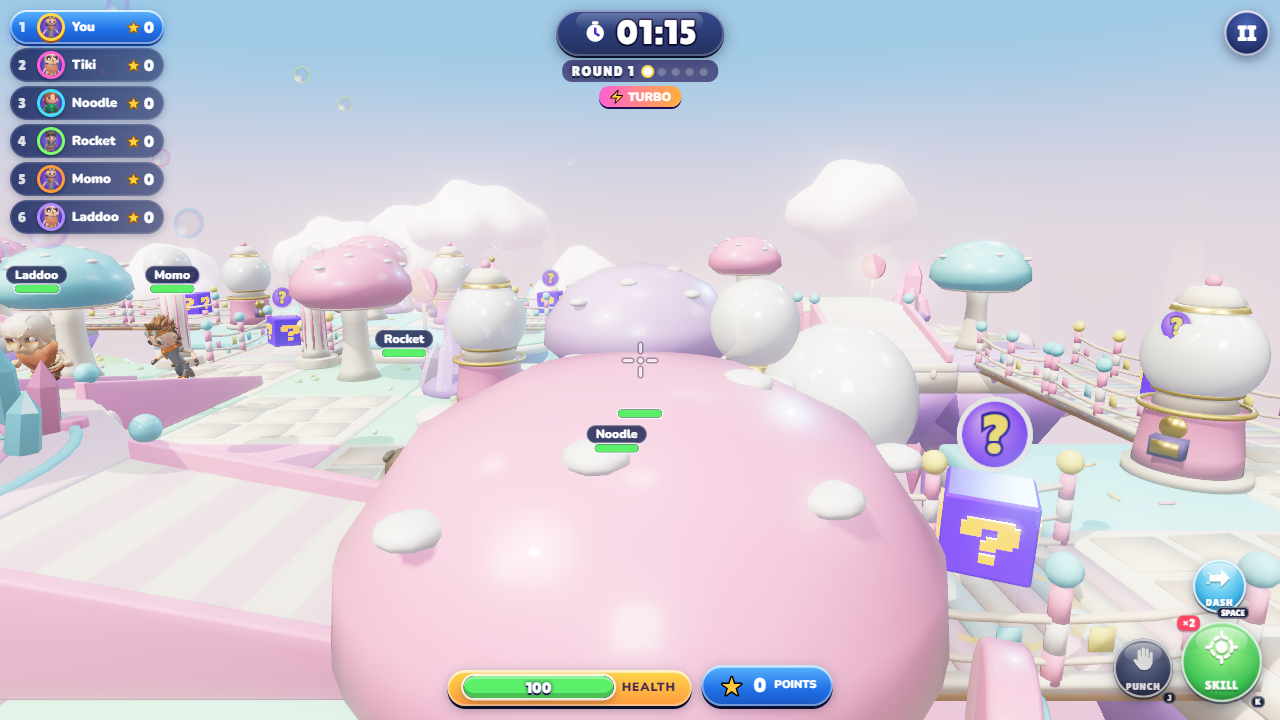 1 You 0
2 Tiki 0
3 Noodle 0
4 Rocket 0
5 Momo 0
6 Laddoo 0
01:15
ROUND 1
TURBO
Laddoo
Momo
Rocket
Noodle
?
?
?
?
?
?
?
100 HEALTH
0 POINTS
DASH
SPACE
×2
SKILL
K
PUNCH
J